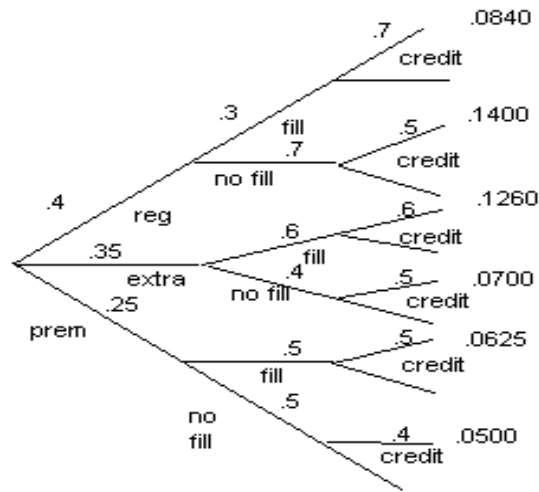 .7 .0840
credit
.3
fill .5 .1400
.7 credit
no fill
.4 .6 .1260
reg .6 credit
.35 fill
extra .4 .5 .0700
no fill credit
.25
prem .5 .0625
.5 credit
fill
.5
no
fill .4 .0500
credit